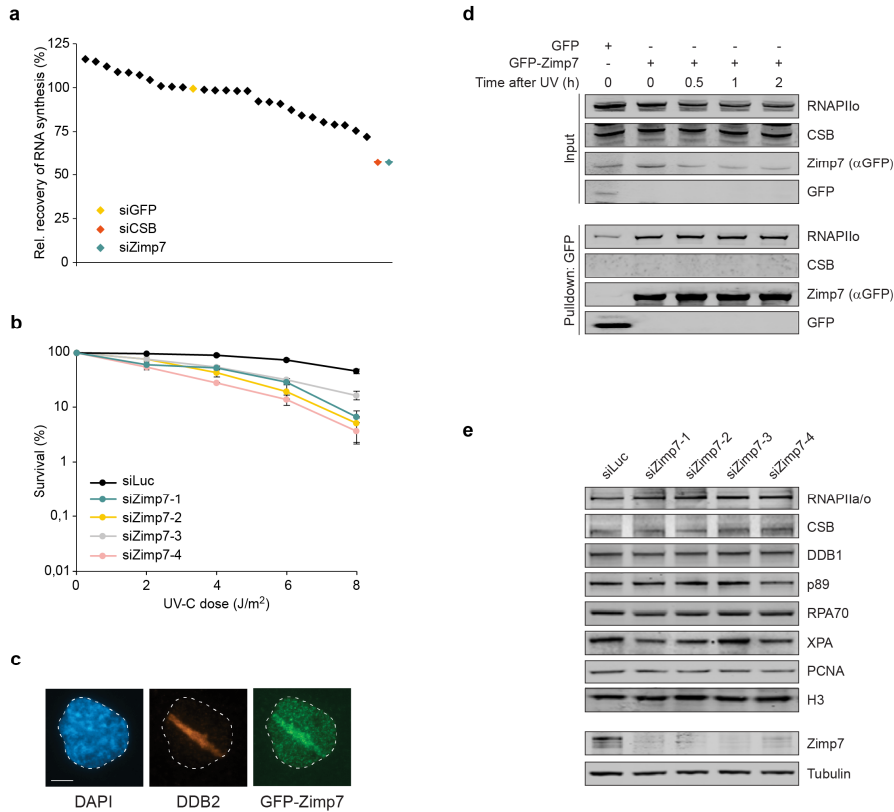 a
Rel. recovery of RNA synthesis (%)
125
100
75
50
25
0
siGFP
siCSB
siZimp7
b
Survival (%)
100
10
1
0,1
0,01
siLuc
siZimp7-1
siZimp7-2
siZimp7-3
siZimp7-4
0 2 4 6 8
UV-C dose (J/m²)
c
DAPI DDB2 GFP-Zimp7
d
GFP + - - - -
GFP-Zimp7 - + + + +
Time after UV (h) 0 0 0.5 1 2
Input
RNAPIIo
CSB
Zimp7 (αGFP)
GFP
Pulldown: GFP
RNAPIIo
CSB
Zimp7 (αGFP)
GFP
e
siLuc siZimp7-1 siZimp7-2 siZimp7-3 siZimp7-4
RNAPIIa/o
CSB
DDB1
p89
RPA70
XPA
PCNA
H3
Zimp7
Tubulin